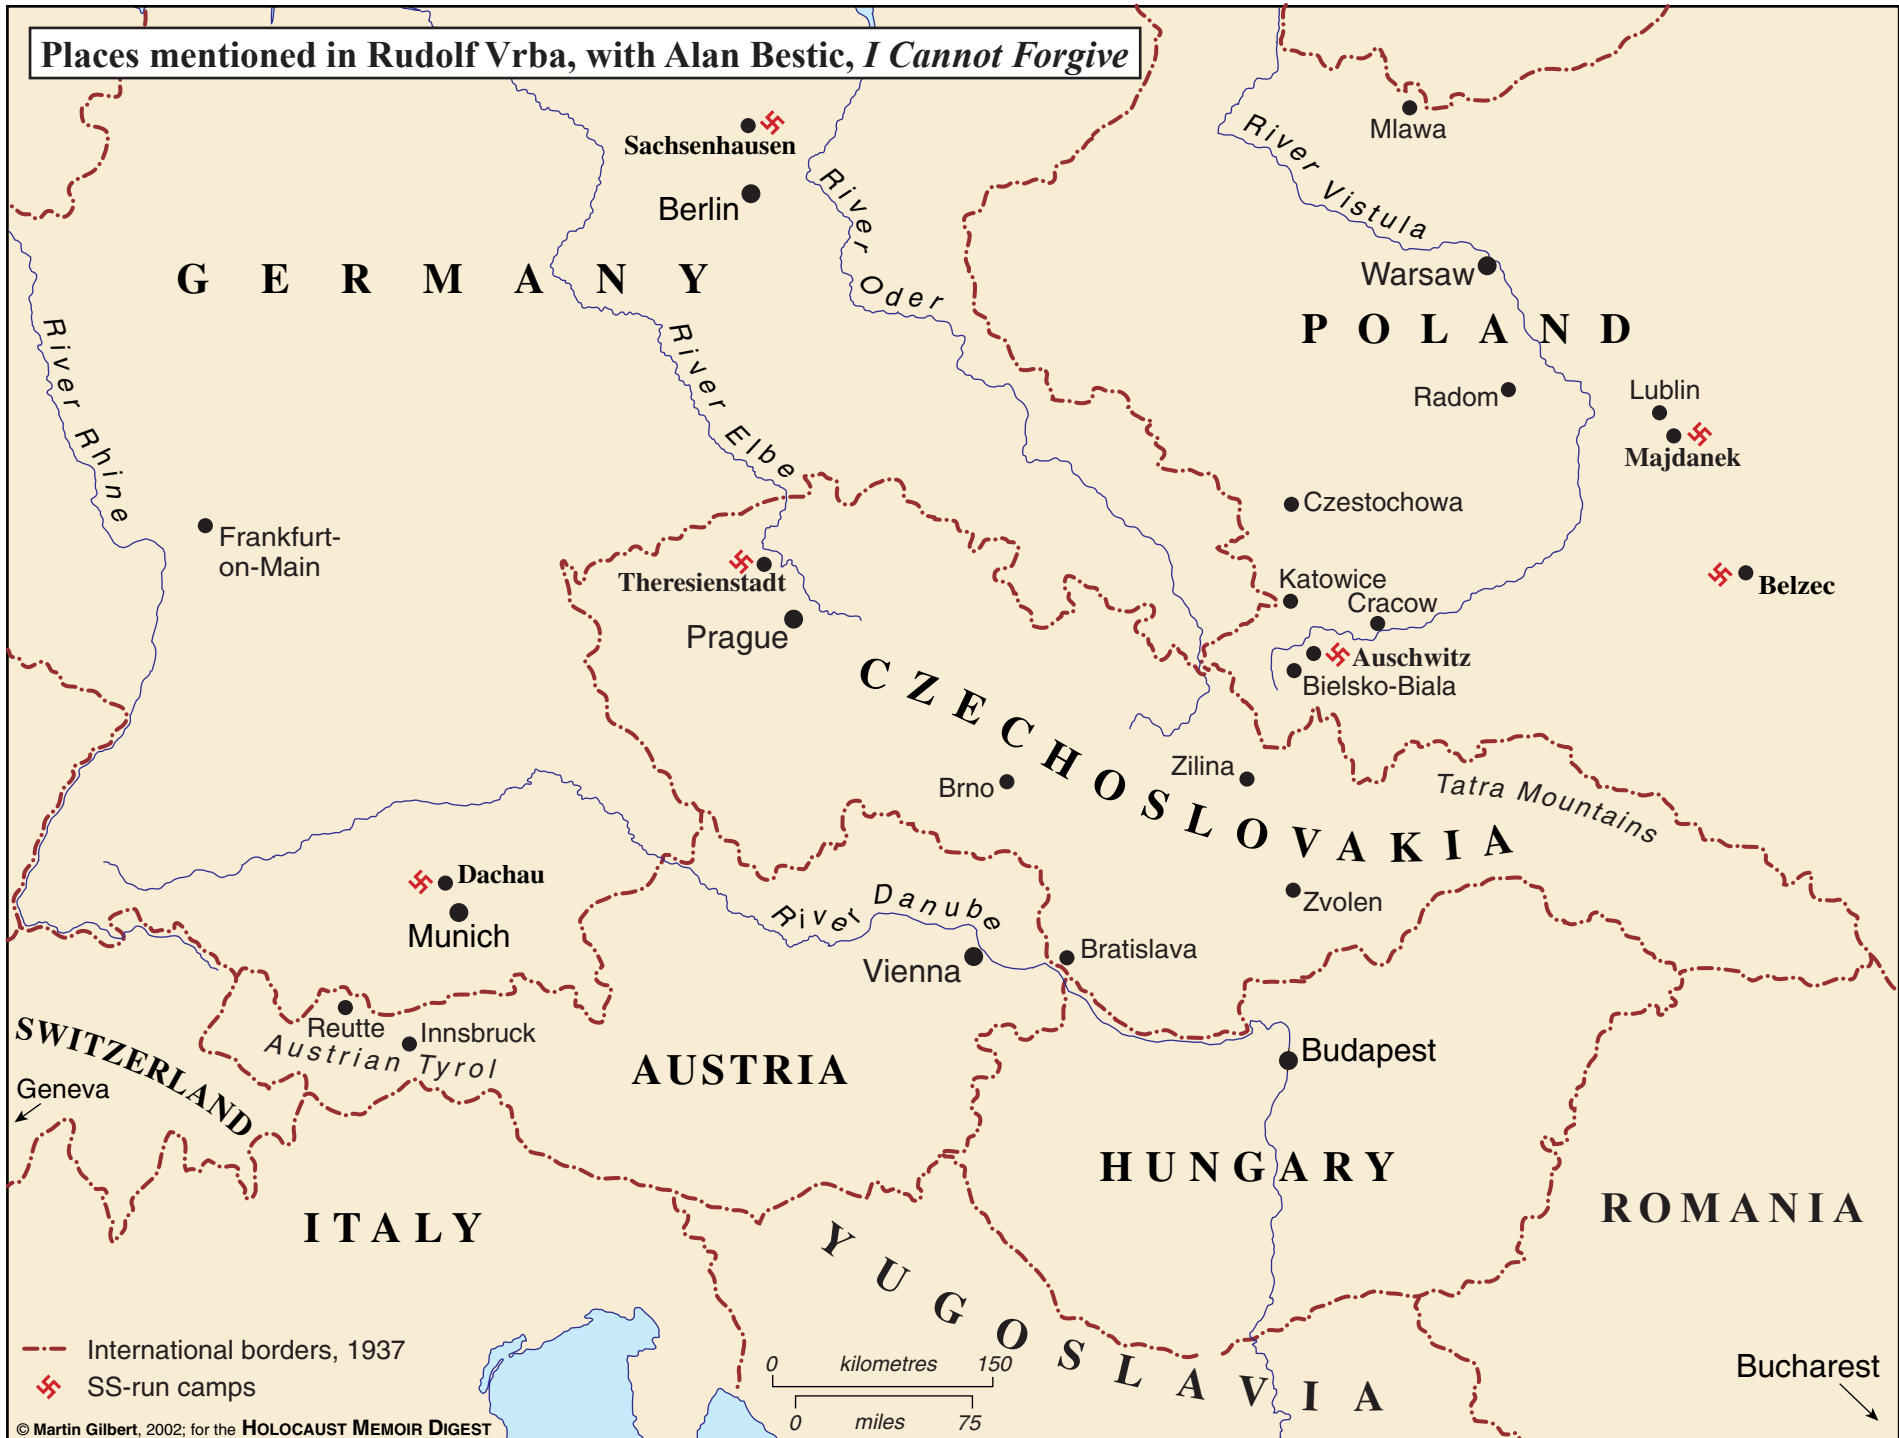 Places mentioned in Rudolf Vrba, with Alan Bestic, I Cannot Forgive
Mlawa
River Vistula
Sachsenhausen
Berlin
River Oder
GERMANY
Warsaw
POLAND
River Rhine
River Elbe
Radom
Lublin
Majdanek
Czestochowa
Frankfurt-
on-Main
Theresienstadt
Katowice
Cracow
Belzec
Prague
Auschwitz
Bielsko-Biala
CZECHOSLOVAKIA
Zilina
Brno
Tatra Mountains
Dachau
Munich
River Danube
Zvolen
Vienna
Bratislava
Reutte
Innsbruck
Austrian Tyrol
SWITZERLAND
Geneva
AUSTRIA
Budapest
HUNGARY
ROMANIA
ITALY
YUGOSLAVIA
International borders, 1937
SS-run camps
0 kilometres 150
0 miles 75
Bucharest
© Martin Gilbert, 2002; for the HOLOCAUST MEMOIR DIGEST